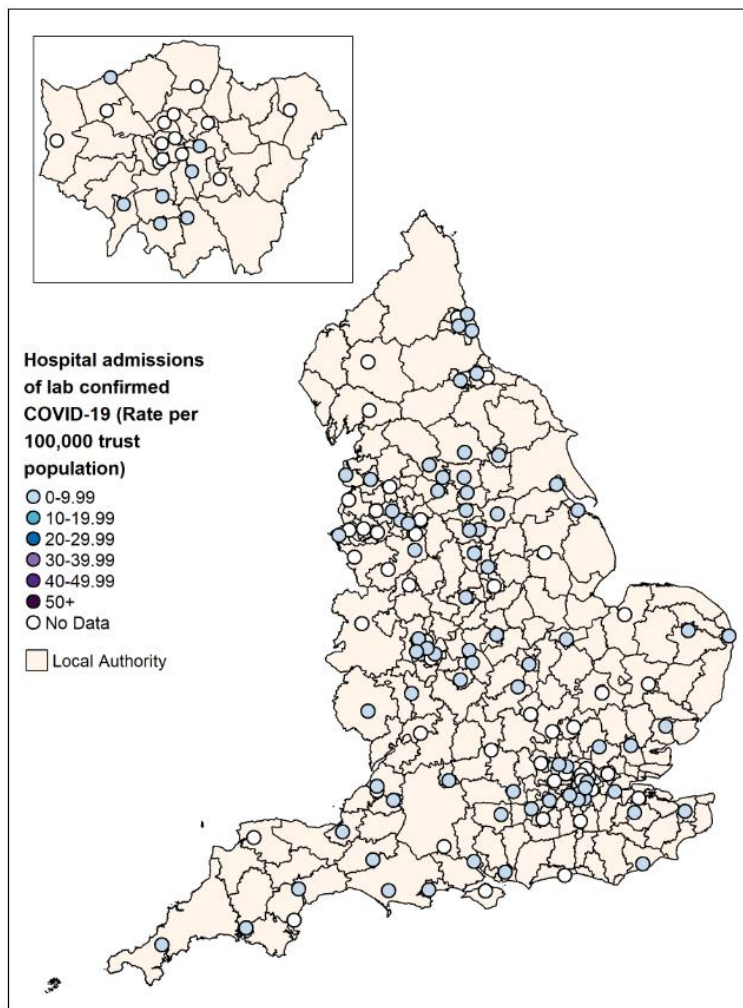 Hospital admissions
of lab confirmed
COVID-19 (Rate per
100,000 trust
population)
0-9.99
10-19.99
20-29.99
30-39.99
40-49.99
50+
No Data
Local Authority